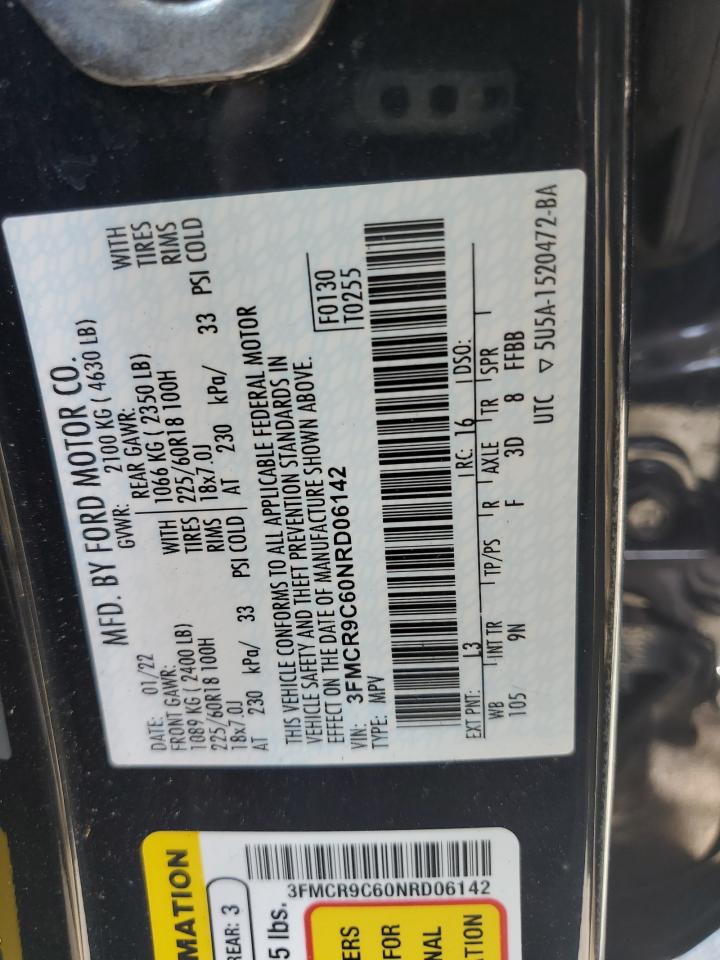 MFD. BY FORD MOTOR CO.
DATE: 01/22 GVWR: 2100 KG ( 4630 LB)
FRONT GAWR: REAR GAWR:
1089 KG ( 2400 LB) WITH 1066 KG ( 2350 LB) WITH
225/60R18 100H TIRES 225/60R18 100H TIRES
18x7.0J RIMS 18x7.0J RIMS
AT 230 kPa/ 33 PSI COLD AT 230 kPa/ 33 PSI COLD
THIS VEHICLE CONFORMS TO ALL APPLICABLE FEDERAL MOTOR
VEHICLE SAFETY AND THEFT PREVENTION STANDARDS IN
EFFECT ON THE DATE OF MANUFACTURE SHOWN ABOVE.
VIN: 3FMCR9C60NRD06142 F0130
TYPE: MPV T0255
EXT PNT: L3 RC: 16 DSO:
WB INT TR TP/PS R AXLE TR SPR
105 9N F 3D 8 FFBB
UTC ▽ 5U5A-1520472-BA
MATION
REAR: 3
5 lbs.
3FMCR9C60NRD06142
ERS
FOR
NAL
TION